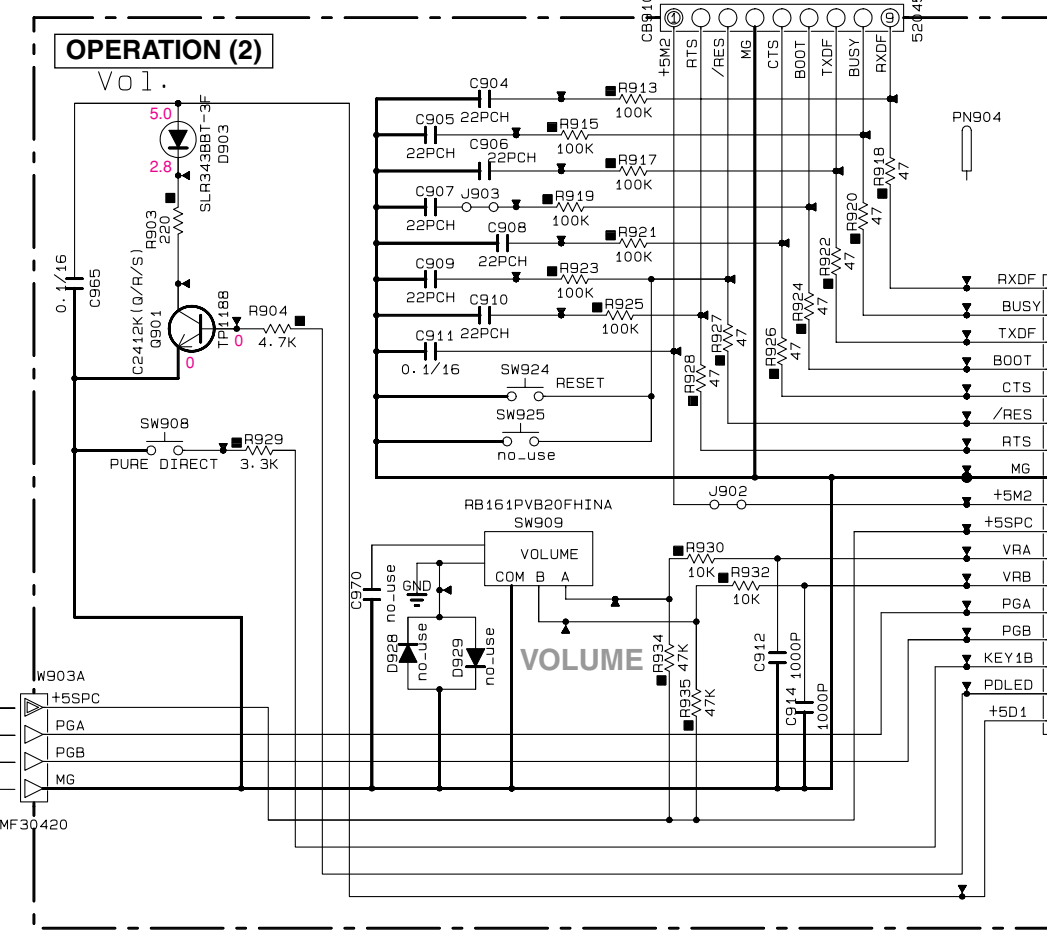 OPERATION (2)
Vol.
CB910
① ⑨
52045
+5M2
RTS
/RES
MG
CTS
BOOT
TXDF
BUSY
RXDF
5.0
2.8
SLR343BBT-3F
D903
R903
220
0.1/16
C965
C2412K(Q/R/S)
Q901
TP1188
0
0
R904
4.7K
SW908
PURE DIRECT
R929
3.3K
C904
22PCH
R913
100K
C905
22PCH
R915
100K
C906
22PCH
R917
100K
C907
22PCH
J903
R919
100K
C908
22PCH
R921
100K
C909
22PCH
R923
100K
C910
22PCH
R925
100K
C911
0.1/16
SW924
RESET
SW925
no_use
R918
47
R920
47
R922
47
R924
47
R926
47
R927
47
R928
47
PN904
RXDF
BUSY
TXDF
BOOT
CTS
/RES
RTS
MG
+5M2
+5SPC
VRA
VRB
PGA
PGB
KEY1B
PDLED
+5D1
J902
RB161PVB20FHINA
SW909
VOLUME
COM B A
C970
no_use
GND
D928
no_use
D929
no_use
VOLUME
R930
10K
R932
10K
R934
47K
R935
47K
C912
1000P
C914
1000P
W903A
+5SPC
PGA
PGB
MG
MF30420